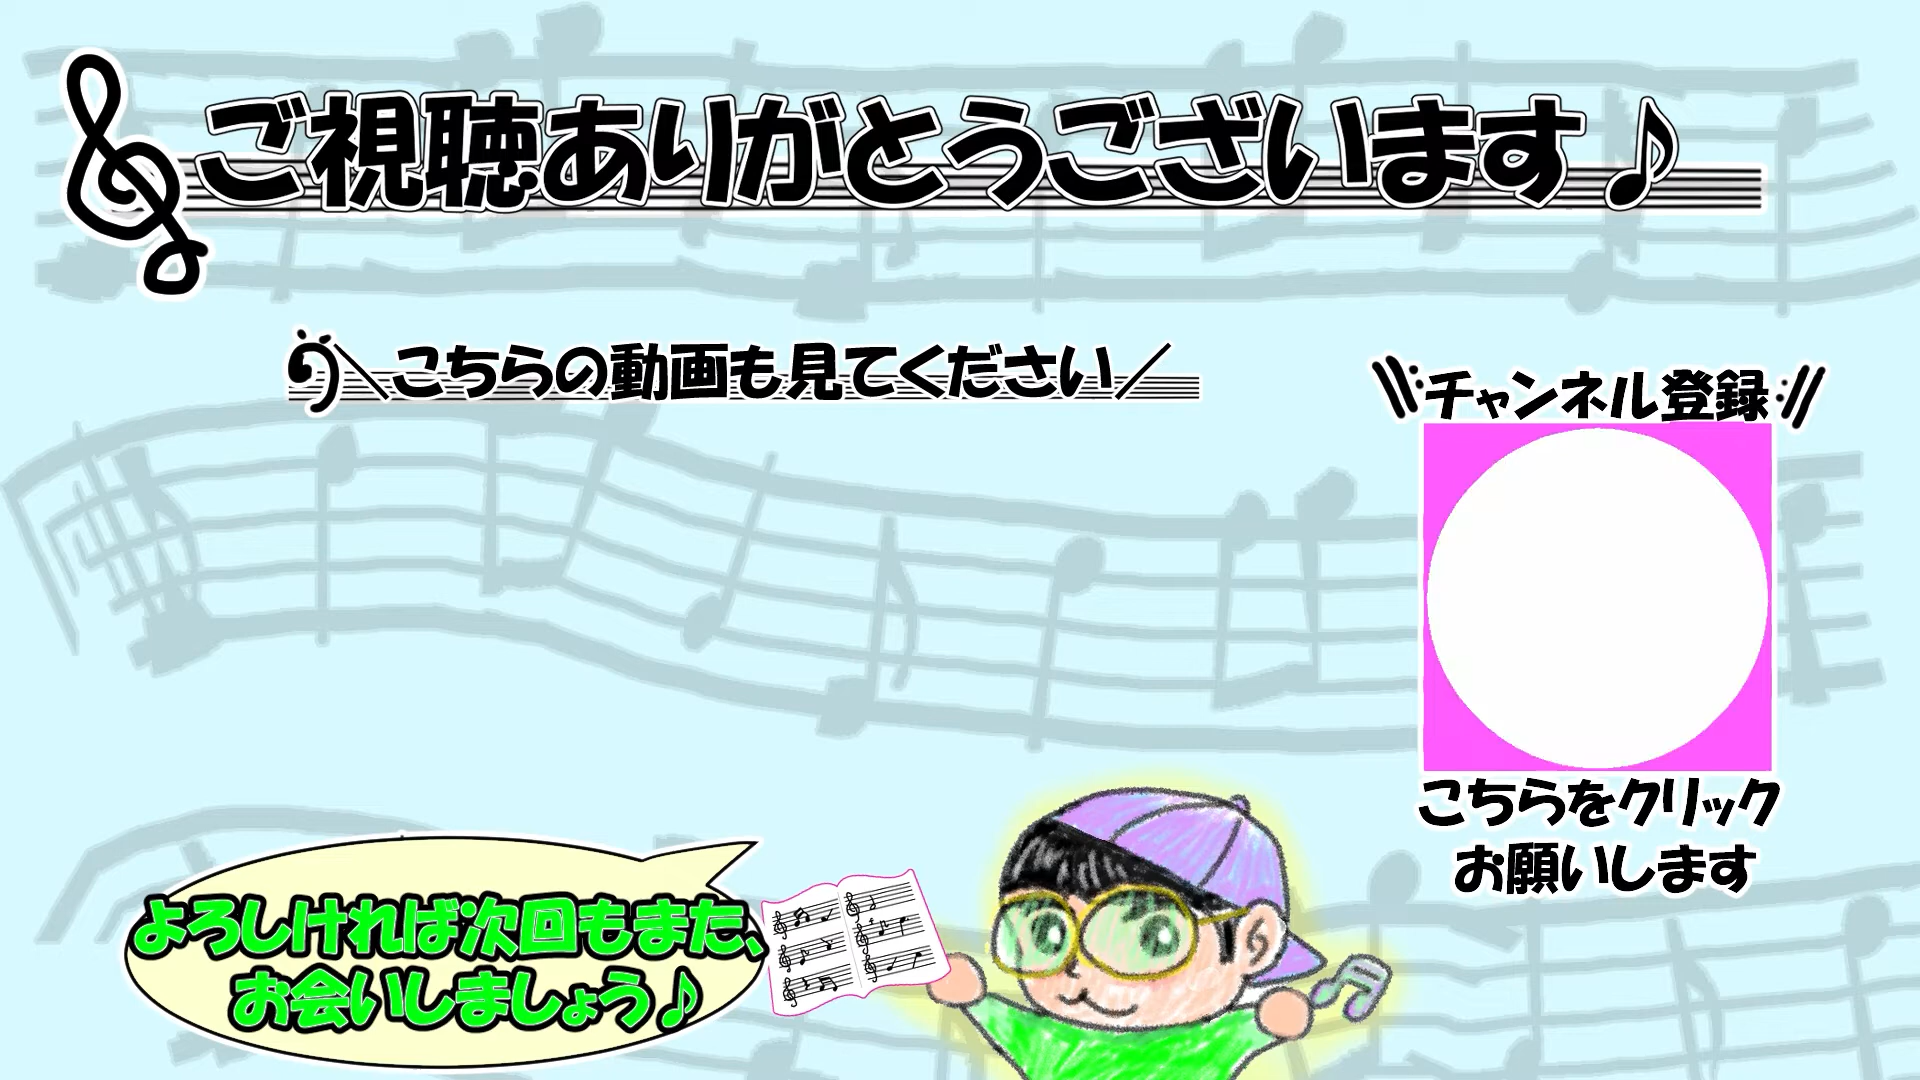 ご視聴ありがとうございます♪
＼こちらの動画も見てください／
チャンネル登録
こちらをクリック
お願いします
よろしければ次回もまた、
お会いしましょう♪